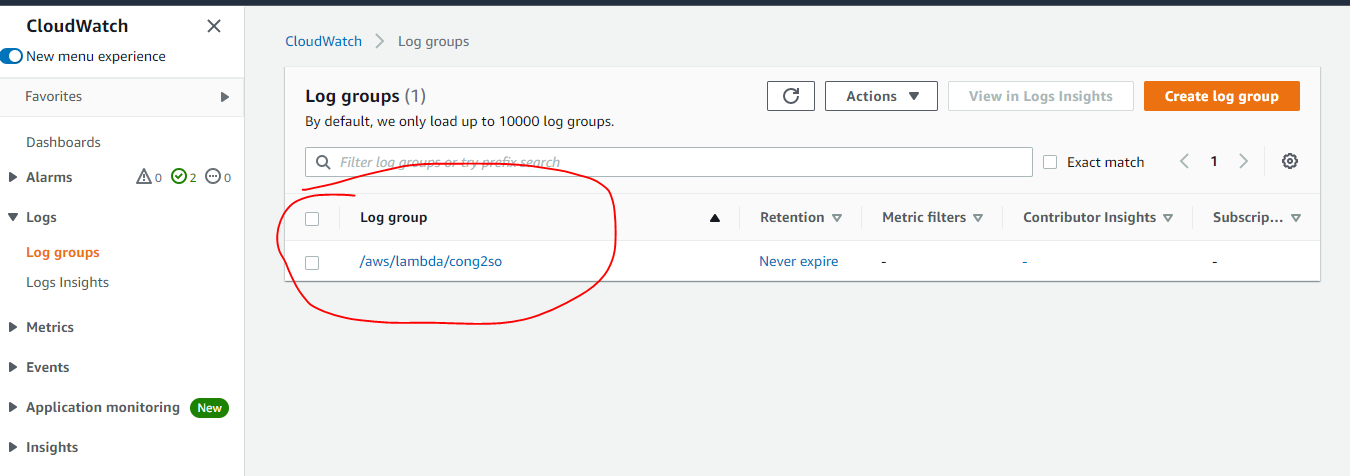 CloudWatch
New menu experience
Favorites
Dashboards
Alarms 0 2 0
Logs
Log groups
Logs Insights
Metrics
Events
Application monitoring New
Insights
CloudWatch Log groups
Log groups (1)
Actions View in Logs Insights Create log group
By default, we only load up to 10000 log groups.
Filter log groups or try prefix search Exact match 1
Log group Retention Metric filters Contributor Insights Subscrip...
/aws/lambda/cong2so Never expire - - -